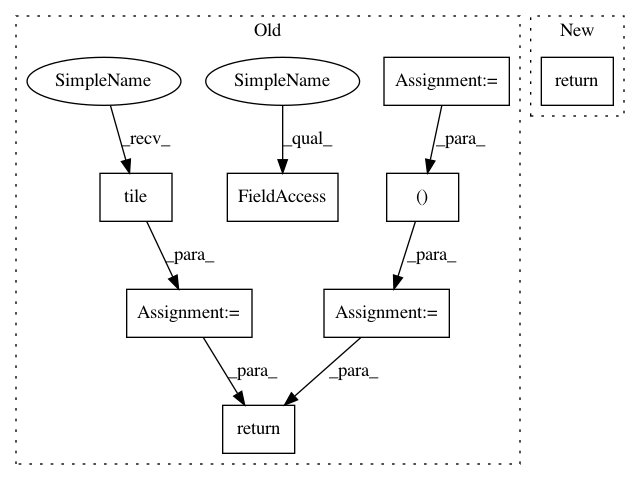 Old
New
SimpleName
SimpleName
Assignment:=
return
_recv_
_qual_
_para_
tile
FieldAccess
()
_para_
_para_
Assignment:=
Assignment:=
_para_
_para_
return